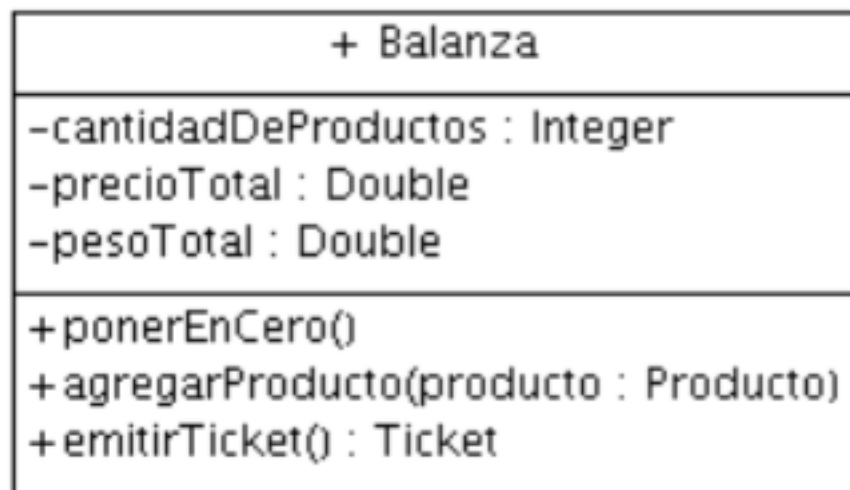 + Balanza
-cantidadDeProductos : Integer
-precioTotal : Double
-pesoTotal : Double
+ponerEnCero()
+agregarProducto(producto : Producto)
+emitirTicket() : Ticket